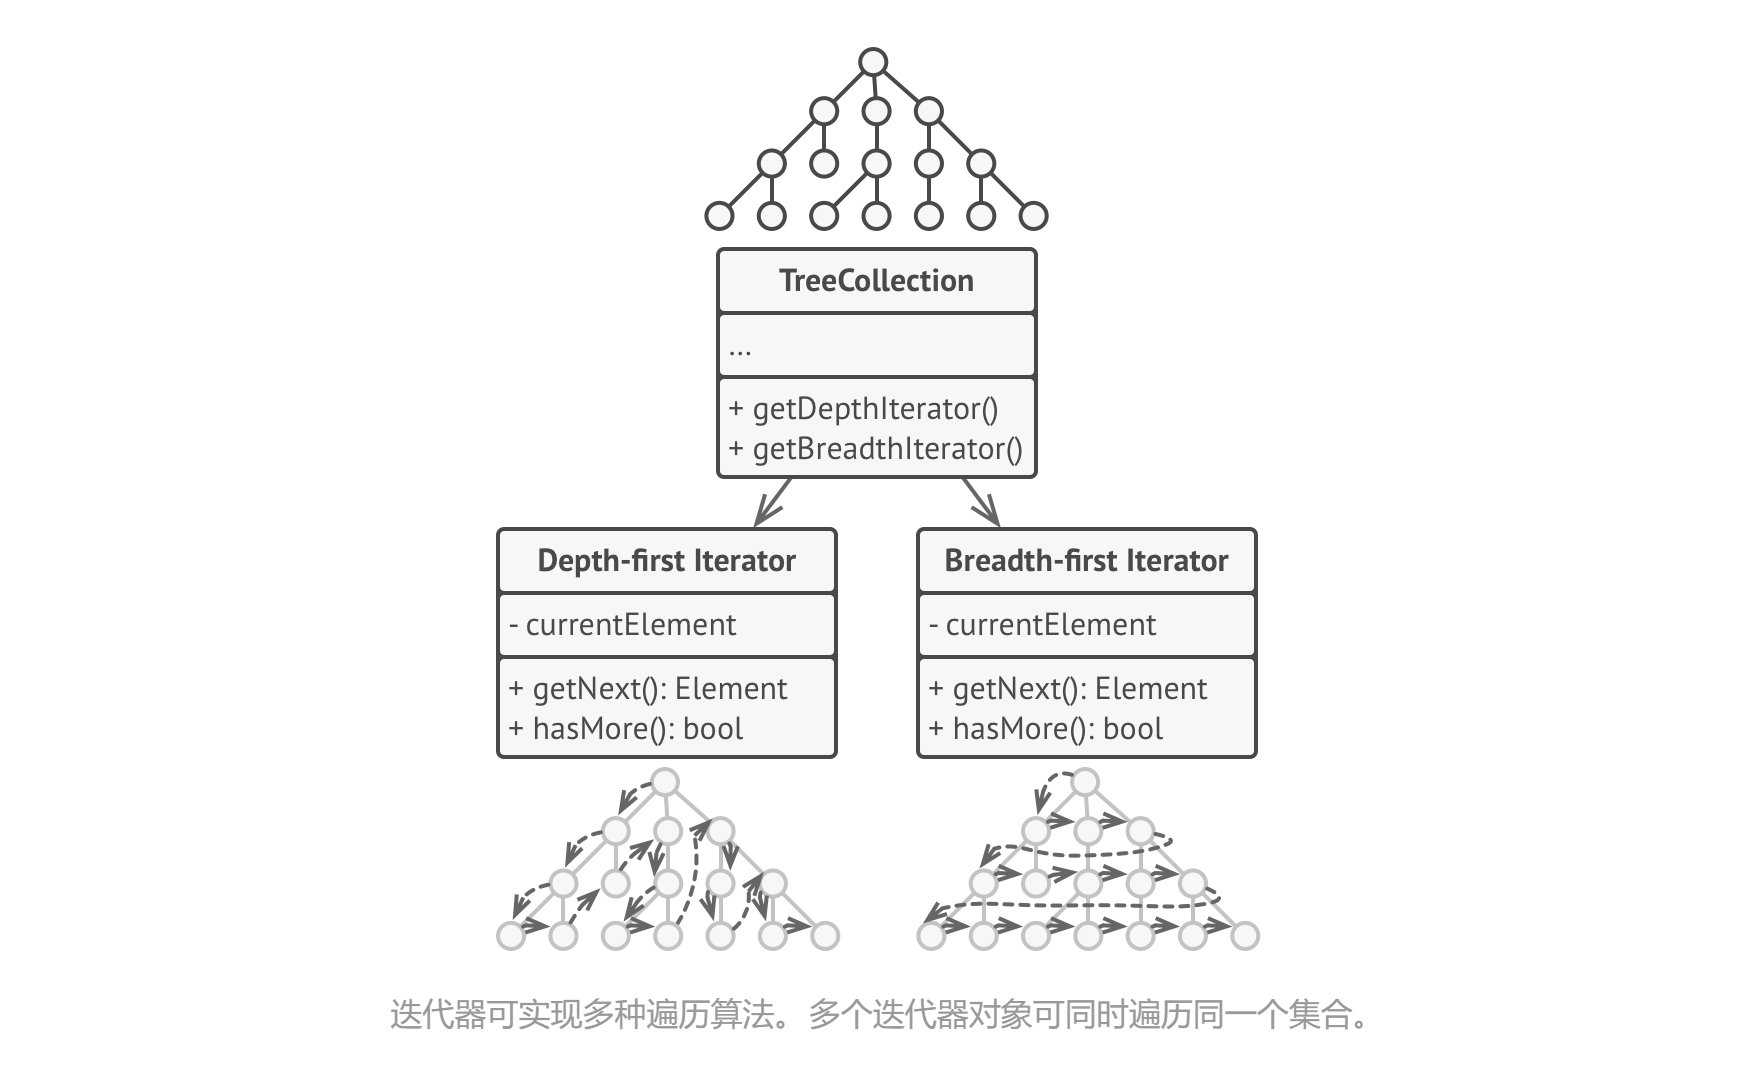 TreeCollection
...
+ getDepthIterator()
+ getBreadthIterator()
Depth-first Iterator
- currentElement
+ getNext(): Element
+ hasMore(): bool
Breadth-first Iterator
- currentElement
+ getNext(): Element
+ hasMore(): bool
迭代器可实现多种遍历算法。多个迭代器对象可同时遍历同一个集合。